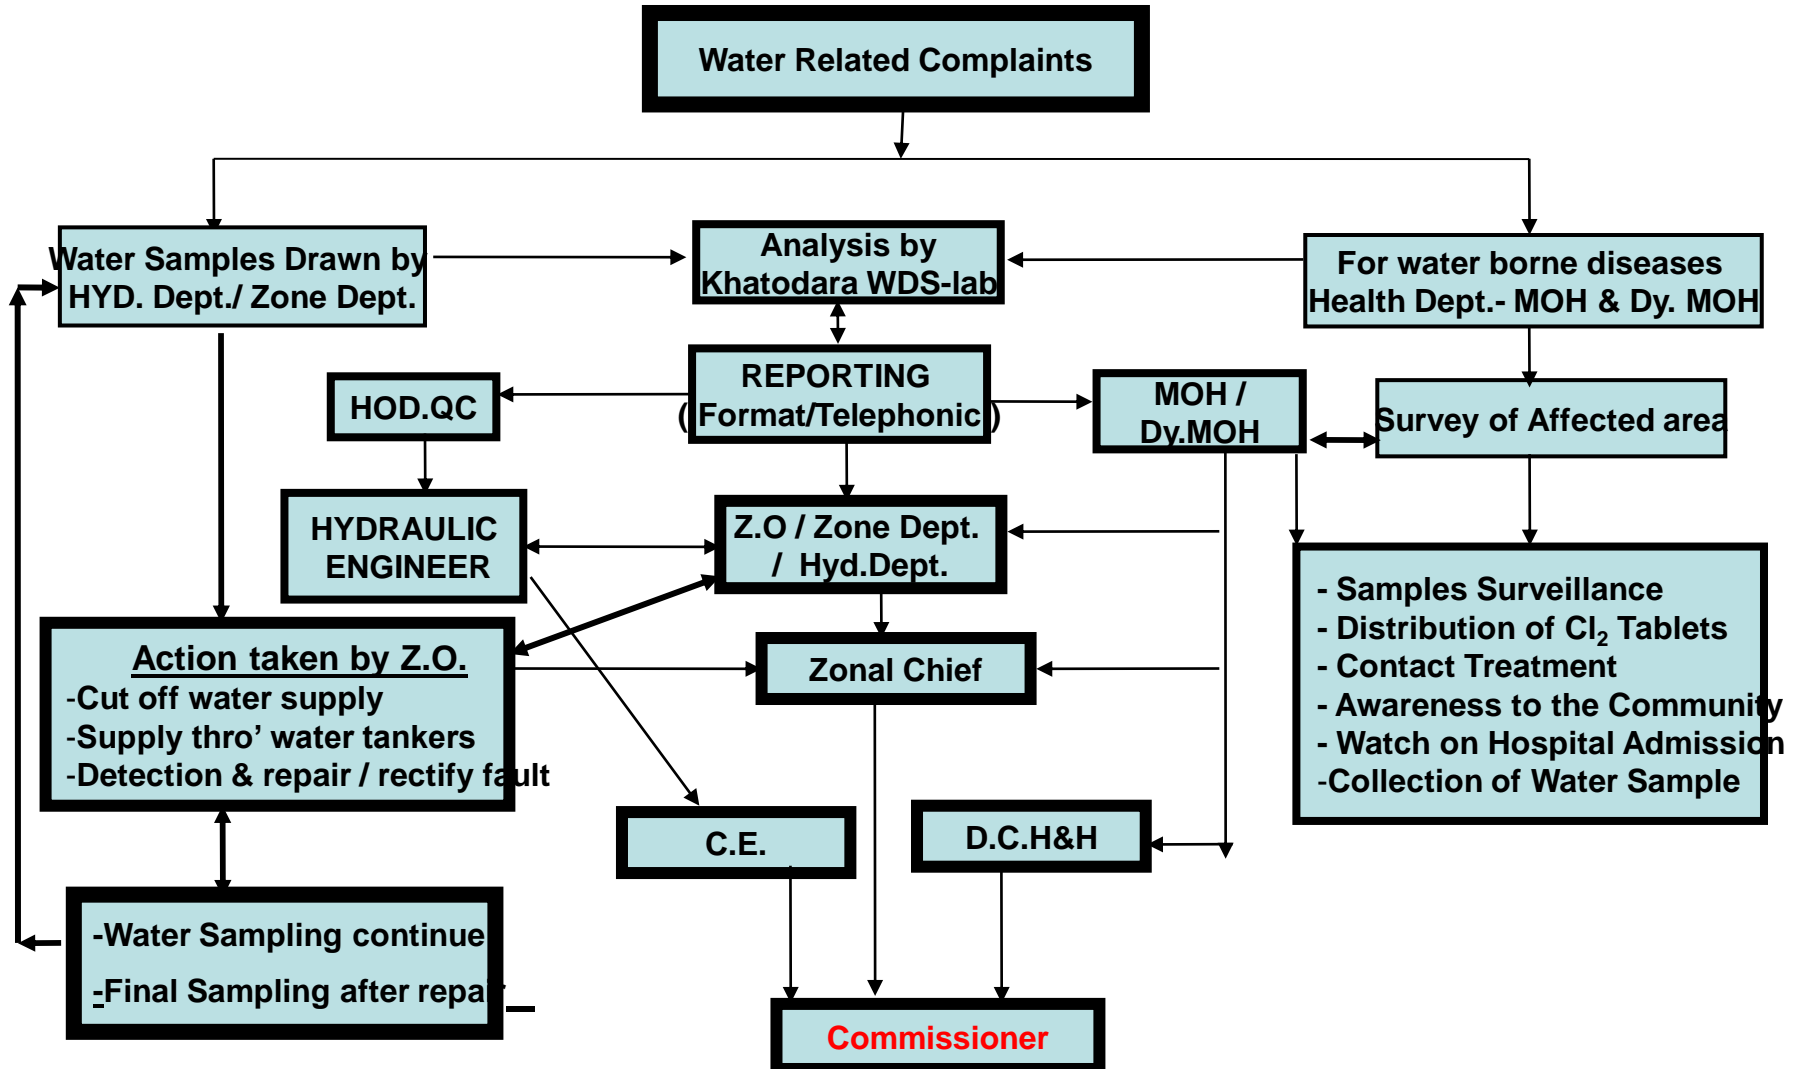 Water Related Complaints
Water Samples Drawn by
HYD. Dept./ Zone Dept.
Analysis by
Khatodara WDS-lab
For water borne diseases
Health Dept.- MOH & Dy. MOH
HOD.QC
REPORTING
( Format/Telephonic )
MOH /
Dy.MOH
Survey of Affected area
HYDRAULIC
ENGINEER
Z.O / Zone Dept.
/ Hyd.Dept.
- Samples Surveillance
- Distribution of Cl₂ Tablets
- Contact Treatment
- Awareness to the Community
- Watch on Hospital Admission
-Collection of Water Sample
Action taken by Z.O.
-Cut off water supply
-Supply thro' water tankers
-Detection & repair / rectify fault
Zonal Chief
C.E.
D.C.H&H
-Water Sampling continue
-Final Sampling after repair
Commissioner